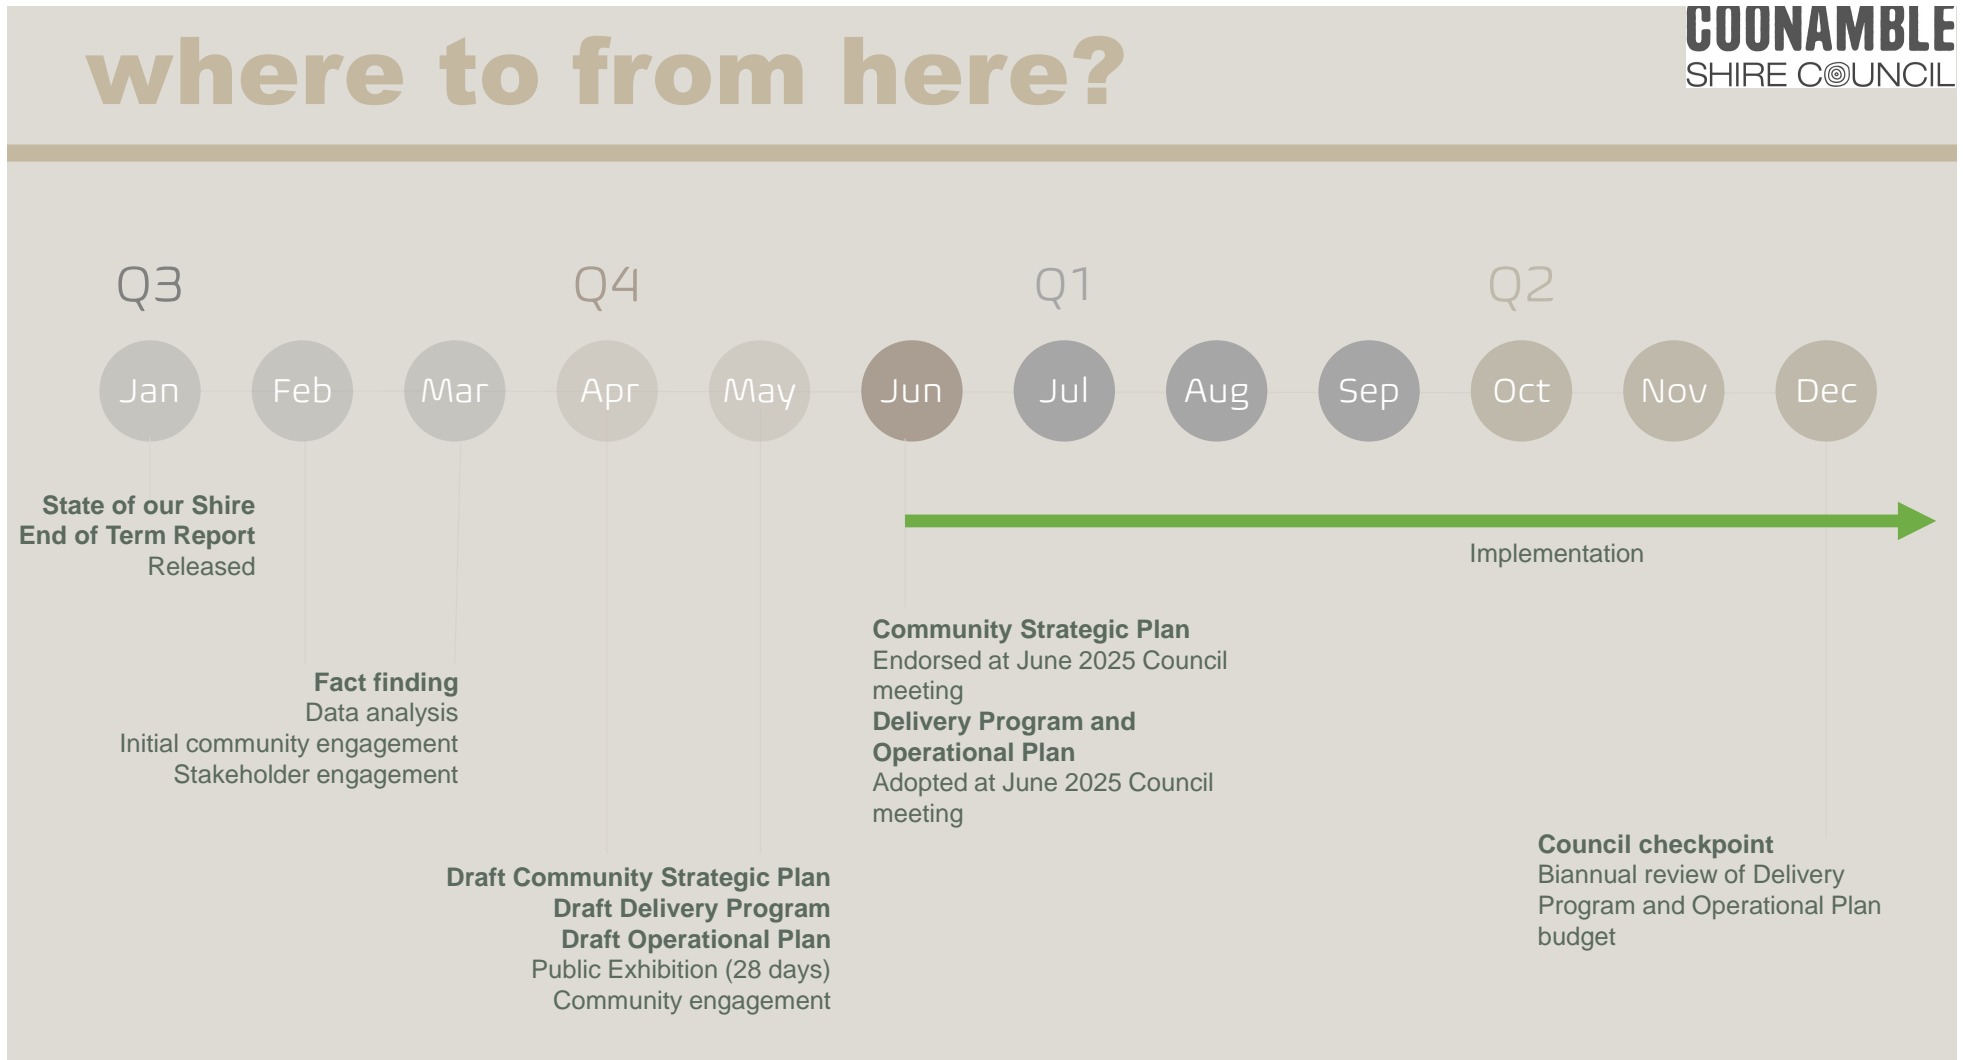 where to from here?
COONAMBLE
SHIRE COUNCIL
Q3
Q4
Q1
Q2
Jan
Feb
Mar
Apr
May
Jun
Jul
Aug
Sep
Oct
Nov
Dec
State of our Shire
End of Term Report
Released
Implementation
Fact finding
Data analysis
Initial community engagement
Stakeholder engagement
Community Strategic Plan
Endorsed at June 2025 Council
meeting
Delivery Program and
Operational Plan
Adopted at June 2025 Council
meeting
Draft Community Strategic Plan
Draft Delivery Program
Draft Operational Plan
Public Exhibition (28 days)
Community engagement
Council checkpoint
Biannual review of Delivery
Program and Operational Plan
budget